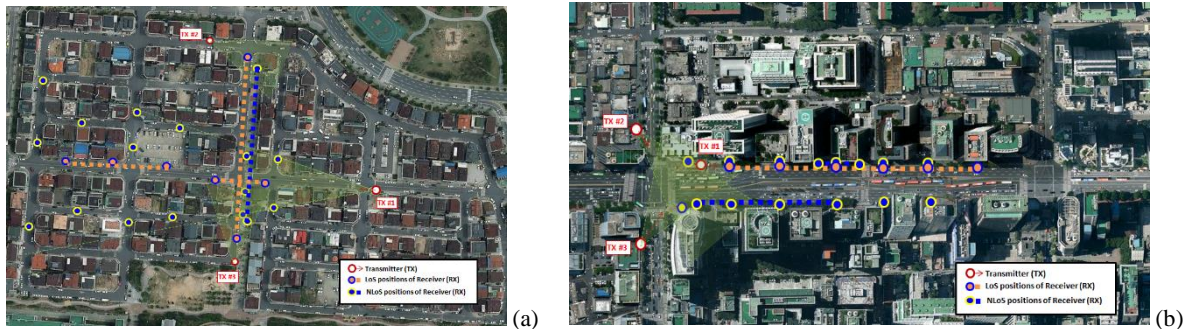 TX #2
TX #1
TX #3
Transmitter (TX)
LoS positions of Receiver (RX)
NLoS positions of Receiver (RX)
(a)
TX #2
TX #1
TX #3
Transmitter (TX)
LoS positions of Receiver (RX)
NLoS positions of Receiver (RX)
(b)